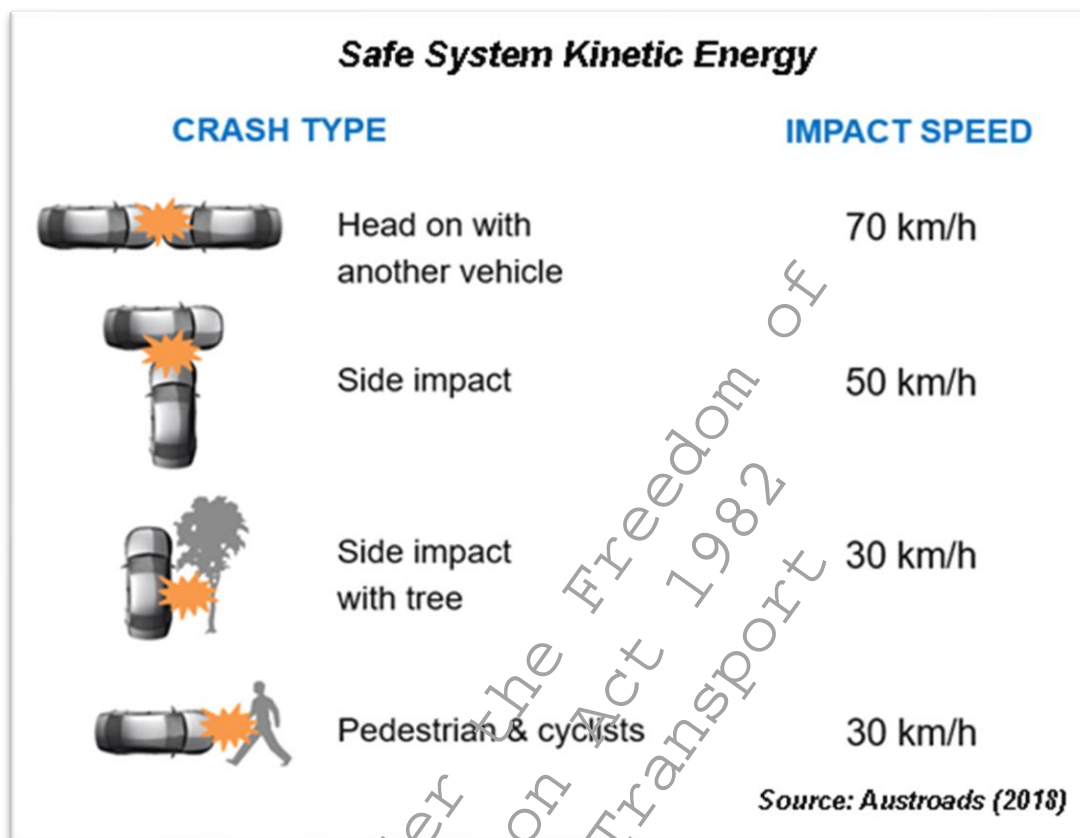 Safe System Kinetic Energy
CRASH TYPE IMPACT SPEED
Head on with 70 km/h
another vehicle
Side impact 50 km/h
Side impact 30 km/h
with tree
Pedestrian & cyclists 30 km/h
Source: Austroads (2018)
the Freedom of
Act 1982
Transport